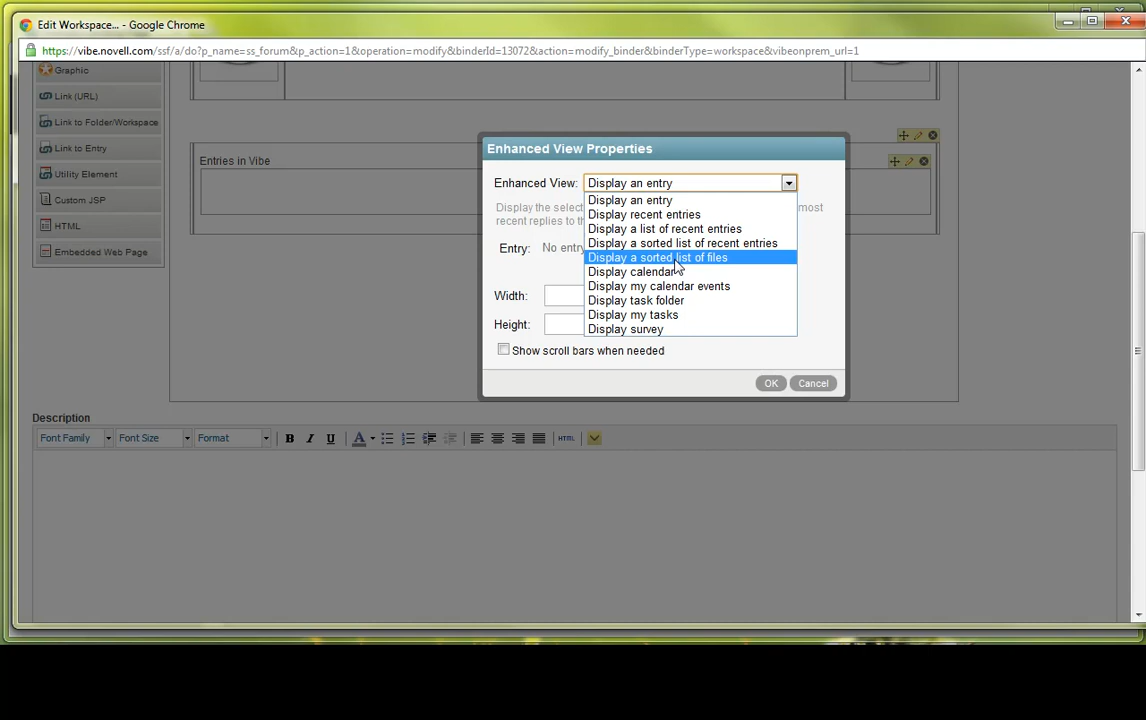 Edit Workspace... - Google Chrome
https://vibe.novell.com/ssf/a/do?p_name=ss_forum&p_action=1&operation=modify&binderId=13072&action=modify_binder&binderType=workspace&vibeonprem_url=1
Graphic
Link (URL)
Link to Folder/Workspace
Link to Entry
Utility Element
Custom JSP
HTML
Embedded Web Page
Entries in Vibe
Enhanced View Properties
Enhanced View: Display an entry
Display an entry
Display recent entries
Display a list of recent entries
Display a sorted list of recent entries
Display a sorted list of files
Display calendar
Display my calendar events
Display task folder
Display my tasks
Display survey
Display the select most
recent replies to th
Entry: No entry
Width:
Height:
Show scroll bars when needed
OK Cancel
Description
Font Family Font Size Format B I U A HTML